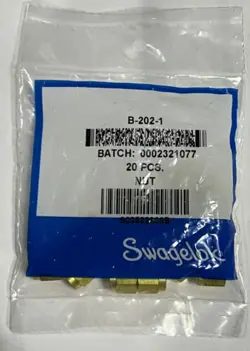 B-202-1
BATCH: 0002321077
20 PCS.
NUT
Swagelok